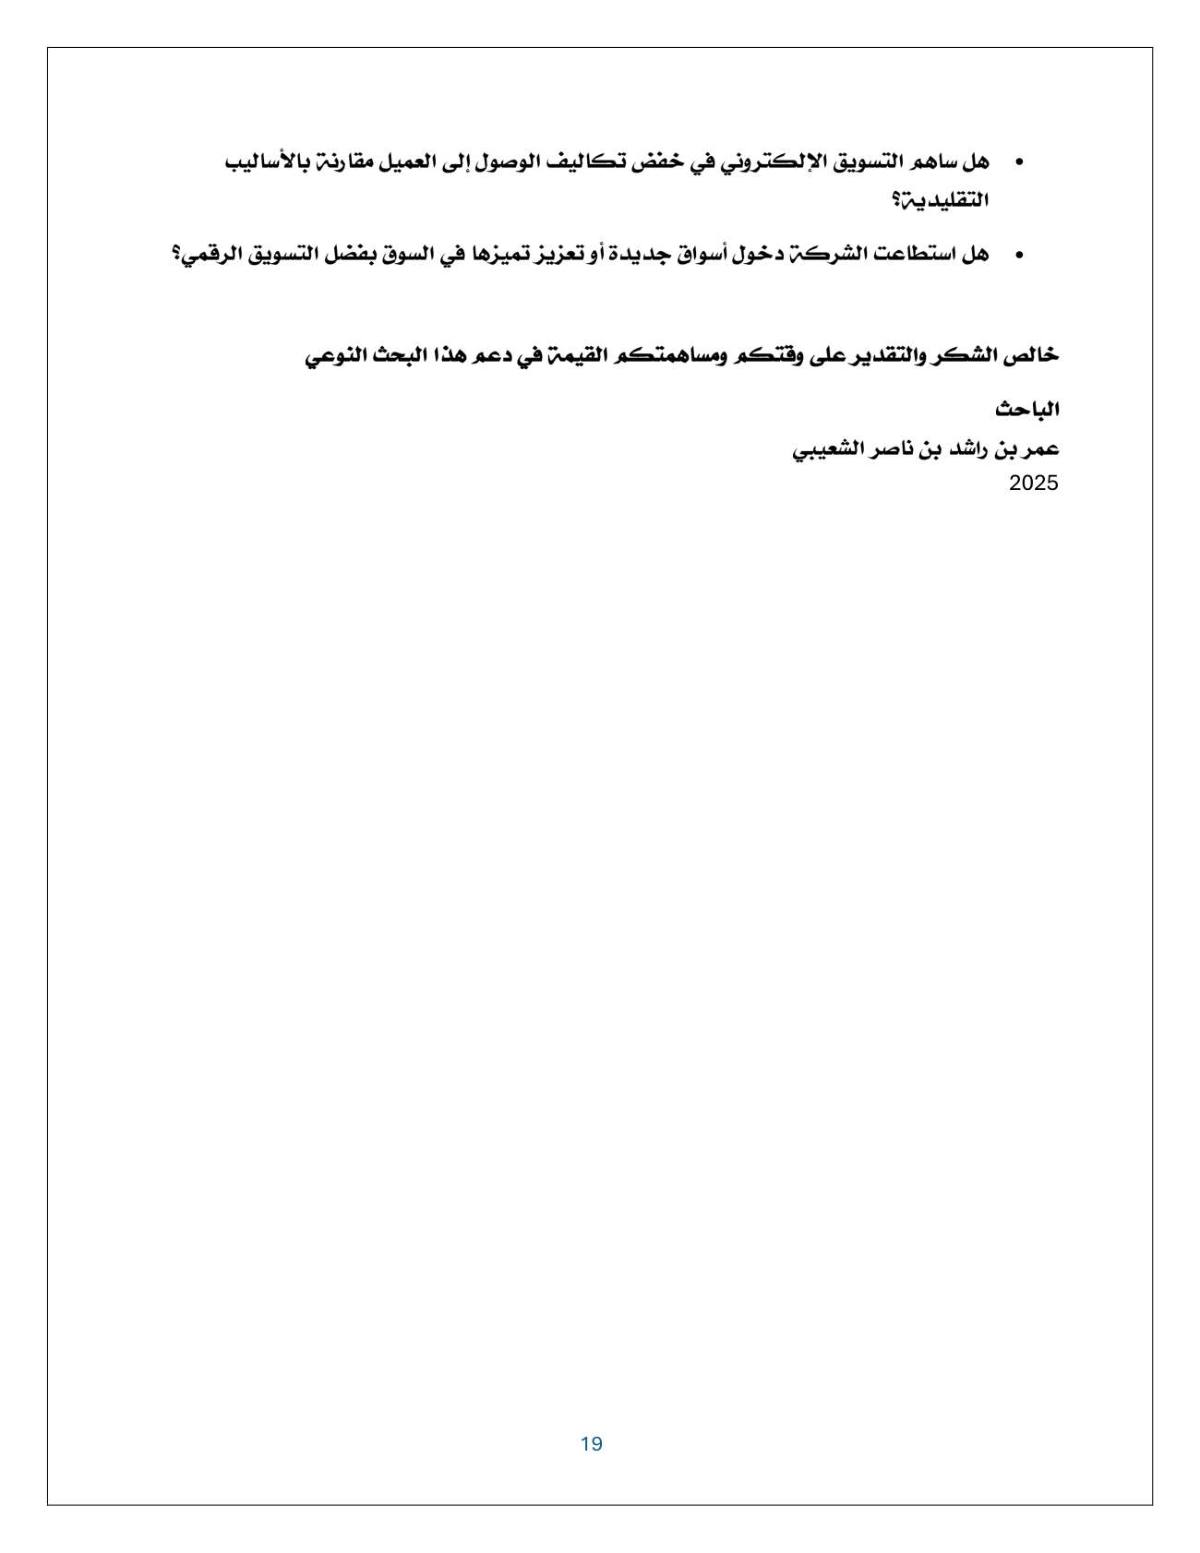 • هل ساهم التسويق الإلكتروني في خفض تكاليف الوصول إلى العميل مقارنة بالأساليب
التقليدية؟
• هل استطاعت الشركة دخول أسواق جديدة أو تعزيز تميزها في السوق بفضل التسويق الرقمي؟
خالص الشكر والتقدير على وقتكم ومساهمتكم القيمة في دعم هذا البحث النوعي
الباحث
عمر بن راشد بن ناصر الشعيبي
2025
19